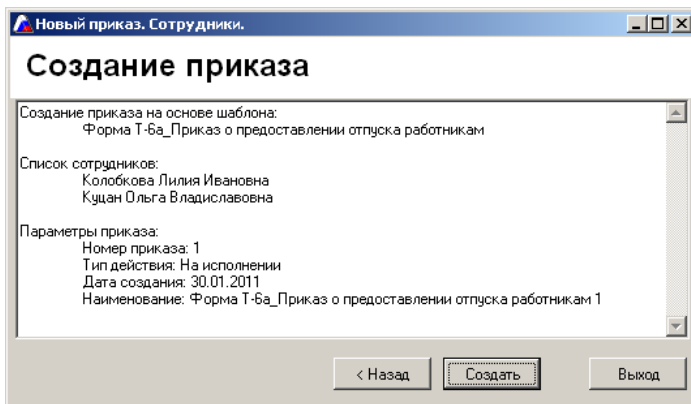 Новый приказ. Сотрудники.
Создание приказа
Создание приказа на основе шаблона:
Форма Т-6а_Приказ о предоставлении отпуска работникам
Список сотрудников:
Колобкова Лилия Ивановна
Куцан Ольга Владиславовна
Параметры приказа:
Номер приказа: 1
Тип действия: На исполнении
Дата создания: 30.01.2011
Наименование: Форма Т-6а_Приказ о предоставлении отпуска работникам 1
< Назад
Создать
Выход